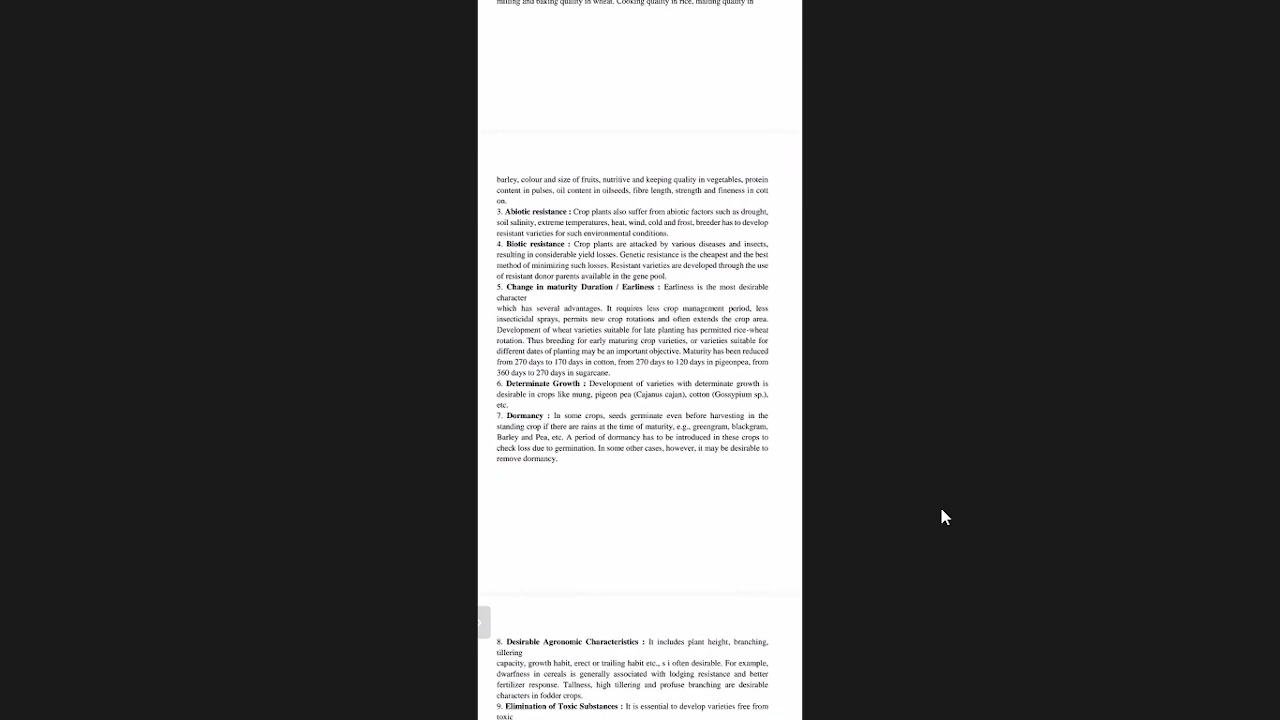 milling and baking quality in wheat. Cooking quality in rice, malting quality in
barley, colour and size of fruits, nutritive and keeping quality in vegetables, protein
content in pulses, oil content in oilseeds, fibre length, strength and fineness in cott
on.
3. Abiotic resistance : Crop plants also suffer from abiotic factors such as drought,
soil salinity, extreme temperatures, heat, wind, cold and frost, breeder has to develop
resistant varieties for such environmental conditions.
4. Biotic resistance : Crop plants are attacked by various diseases and insects,
resulting in considerable yield losses. Genetic resistance is the cheapest and the best
method of minimizing such losses. Resistant varieties are developed through the use
of resistant donor parents available in the gene pool.
5. Change in maturity Duration / Earliness : Earliness is the most desirable
character
which has several advantages. It requires less crop management period, less
insecticidal sprays, permits new crop rotations and often extends the crop area.
Development of wheat varieties suitable for late planting has permitted rice-wheat
rotation. Thus breeding for early maturing crop varieties, or varieties suitable for
different dates of planting may be an important objective. Maturity has been reduced
from 270 days to 170 days in cotton, from 270 days to 120 days in pigeonpea, from
360 days to 270 days in sugarcane.
6. Determinate Growth : Development of varieties with determinate growth is
desirable in crops like mung, pigeon pea (Cajanus cajan), cotton (Gossypium sp.),
etc.
7. Dormancy : In some crops, seeds germinate even before harvesting in the
standing crop if there are rains at the time of maturity, e.g., greengram, blackgram,
Barley and Pea, etc. A period of dormancy has to be introduced in these crops to
check loss due to germination. In some other cases, however, it may be desirable to
remove dormancy.
8. Desirable Agronomic Characteristics : It includes plant height, branching,
tillering
capacity, growth habit, erect or trailing habit etc., s i often desirable. For example,
dwarfness in cereals is generally associated with lodging resistance and better
fertilizer response. Tallness, high tillering and profuse branching are desirable
characters in fodder crops.
9. Elimination of Toxic Substances : It is essential to develop varieties free from
toxic